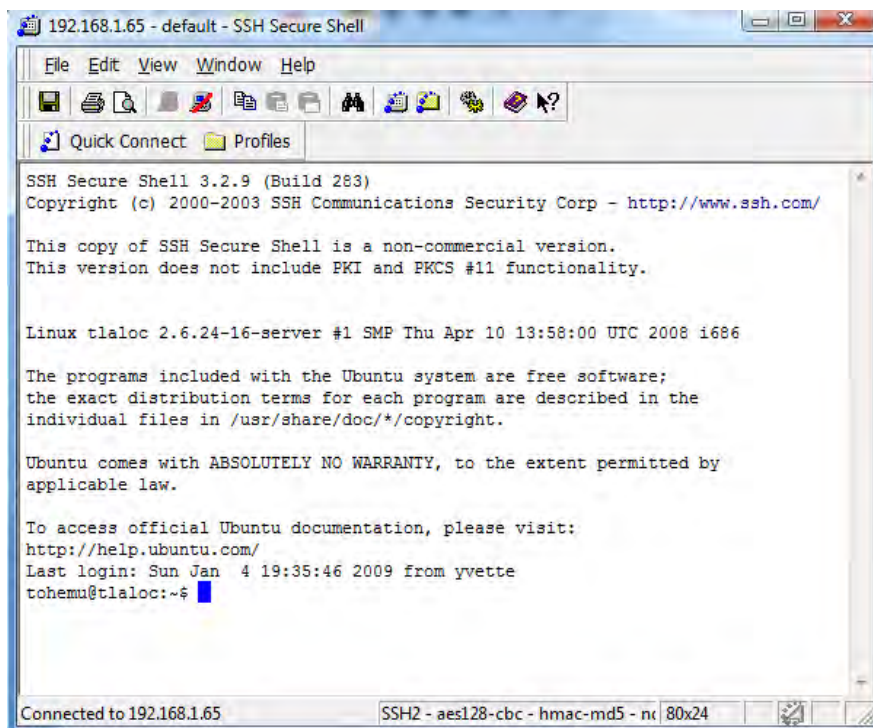 192.168.1.65 - default - SSH Secure Shell
File Edit View Window Help
Quick Connect Profiles
SSH Secure Shell 3.2.9 (Build 283)
Copyright (c) 2000-2003 SSH Communications Security Corp - http://www.ssh.com/
This copy of SSH Secure Shell is a non-commercial version.
This version does not include PKI and PKCS #11 functionality.
Linux tlaloc 2.6.24-16-server #1 SMP Thu Apr 10 13:58:00 UTC 2008 i686
The programs included with the Ubuntu system are free software;
the exact distribution terms for each program are described in the
individual files in /usr/share/doc/*/copyright.
Ubuntu comes with ABSOLUTELY NO WARRANTY, to the extent permitted by
applicable law.
To access official Ubuntu documentation, please visit:
http://help.ubuntu.com/
Last login: Sun Jan  4 19:35:46 2009 from yvette
tohemu@tlaloc:~$
Connected to 192.168.1.65 SSH2 - aes128-cbc - hmac-md5 - 80x24